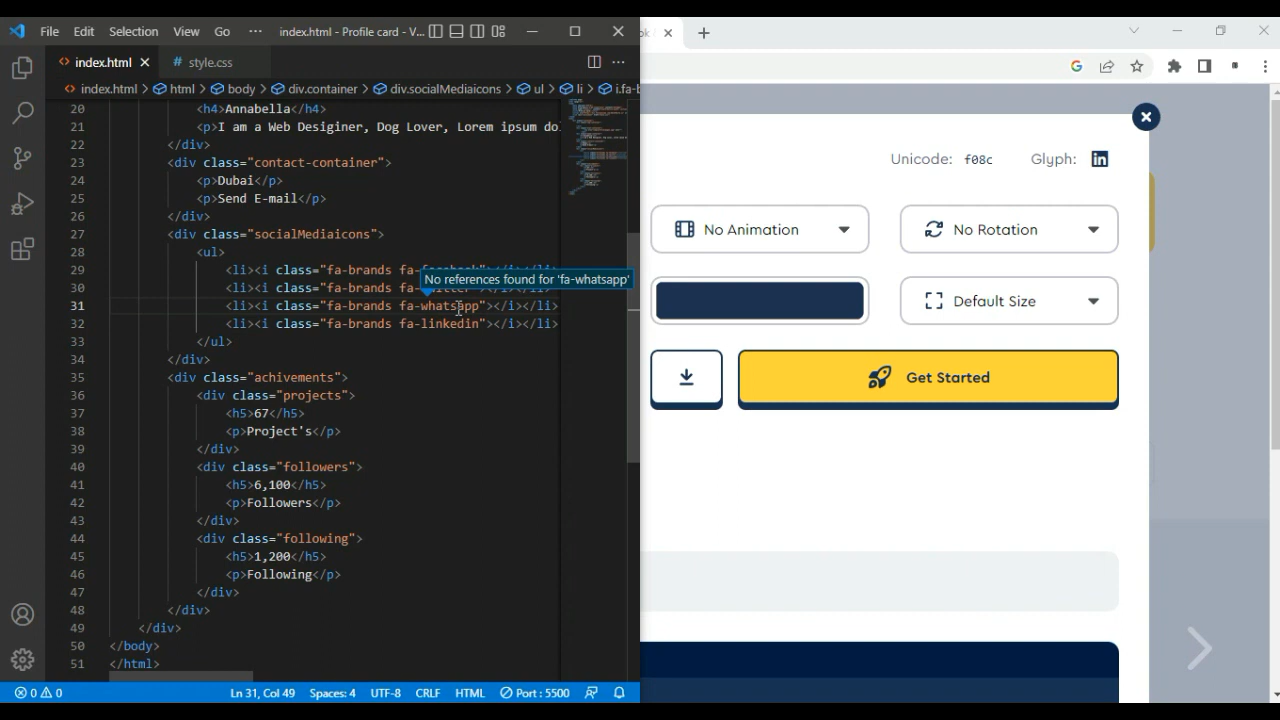 File Edit Selection View Go ··· index.html - Profile card - V...
index.html style.css
index.html > html > body > div.container > div.socialMediaicons > ul > li > i.fa-b
20 <h4>Annabella</h4>
21 <p>I am a Web Desiginer, Dog Lover, Lorem ipsum do
22 </div>
23 <div class="contact-container">
24 <p>Dubai</p>
25 <p>Send E-mail</p>
26 </div>
27 <div class="socialMediaicons">
28 <ul>
29 <li><i class="fa-brands
No references found for 'fa-whatsapp'
30 <li><i class="fa-brands
31 <li><i class="fa-brands fa-whatsapp"></i></li>
32 <li><i class="fa-brands fa-linkedin"></i></li>
33 </ul>
34 </div>
35 <div class="achivements">
36 <div class="projects">
37 <h5>67</h5>
38 <p>Project's</p>
39 </div>
40 <div class="followers">
41 <h5>6,100</h5>
42 <p>Followers</p>
43 </div>
44 <div class="following">
45 <h5>1,200</h5>
46 <p>Following</p>
47 </div>
48 </div>
49 </div>
50 </body>
51 </html>
0 0 Ln 31, Col 49 Spaces: 4 UTF-8 CRLF HTML Port : 5500
Unicode: f08c Glyph:
No Animation No Rotation
Default Size
Get Started